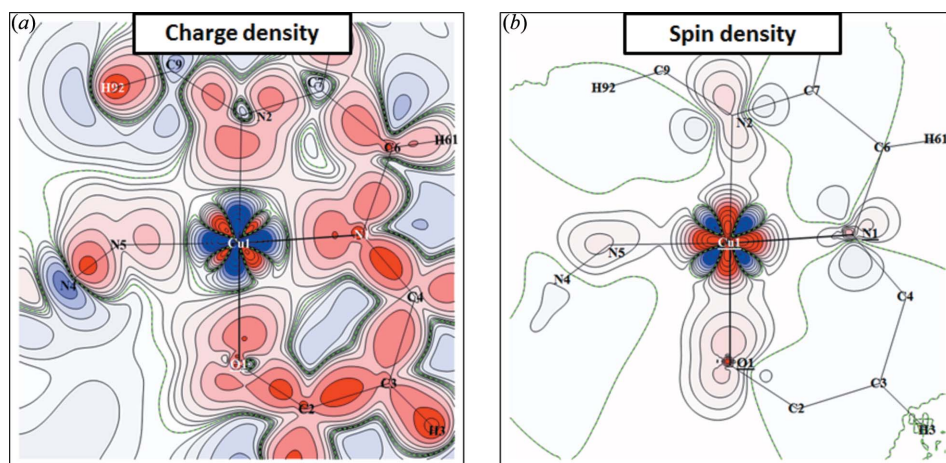 (a)
Charge density
C9
H92
C7
N2
H61
C6
Cu1
N5
N4
C4
O1
C3
C2
H3
(b)
Spin density
C9
H92
C7
N2
H61
C6
Cu1
N1
N5
N4
C4
O1
C3
C2
H3